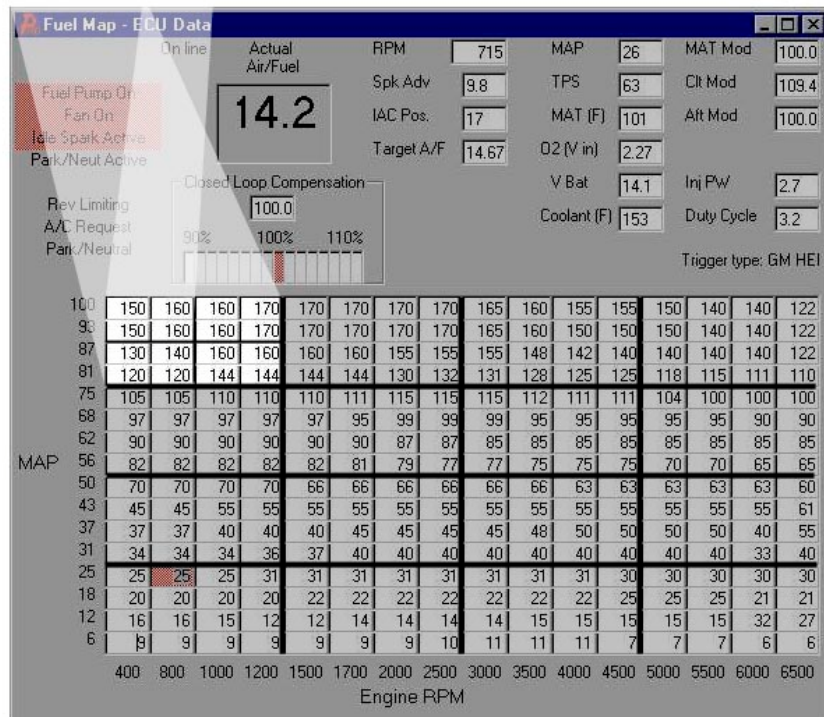 Fuel Map - ECU Data
On line Actual Air/Fuel RPM 715 MAP 26 MAT Mod 100.0
Fuel Pump On 14.2 Spk Adv 9.8 TPS 63 Clt Mod 109.4
Fan On IAC Pos. 17 MAT (F) 101 Aft Mod 100.0
Idle Spark Active Target A/F 14.67 O2 (V in) 2.27
Park/Neut Active
Closed Loop Compensation V Bat 14.1 Inj PW 2.7
Rev Limiting 100.0 Coolant (F) 153 Duty Cycle 3.2
A/C Request
Park/Neutral 90% 100% 110%
Trigger type: GM HEI
100 150 160 160 170 170 170 170 170 165 160 155 155 150 140 140 122
93 150 160 160 170 170 170 170 170 165 160 150 150 150 140 140 122
87 130 140 160 160 160 160 155 155 155 148 142 140 140 140 140 122
81 120 120 144 144 144 144 130 132 131 128 125 125 118 115 111 110
75 105 105 110 110 110 111 115 115 115 112 111 111 104 100 100 100
68 97 97 97 97 97 95 99 99 99 95 95 95 95 95 90 90
62 90 90 90 90 90 90 87 87 85 85 85 85 85 85 85 85
MAP 56 82 82 82 82 82 81 79 77 77 75 75 75 70 70 65 65
50 70 70 70 70 66 66 66 66 66 66 63 63 63 63 63 60
43 45 45 55 55 55 55 55 55 55 55 55 55 55 55 55 61
37 37 37 40 40 40 45 45 45 45 48 50 50 50 50 40 55
31 34 34 34 36 37 40 40 40 40 40 40 40 40 40 33 40
25 25 25 25 31 31 31 31 31 31 31 31 30 30 30 30 30
18 20 20 20 20 22 22 22 22 22 22 22 25 25 25 21 21
12 16 16 15 12 12 14 14 14 14 15 15 15 15 15 32 27
6 9 9 9 9 9 9 9 10 11 11 11 7 7 7 6 6
400 800 1000 1200 1500 1700 2000 2500 3000 3500 4000 4500 5000 5500 6000 6500
Engine RPM